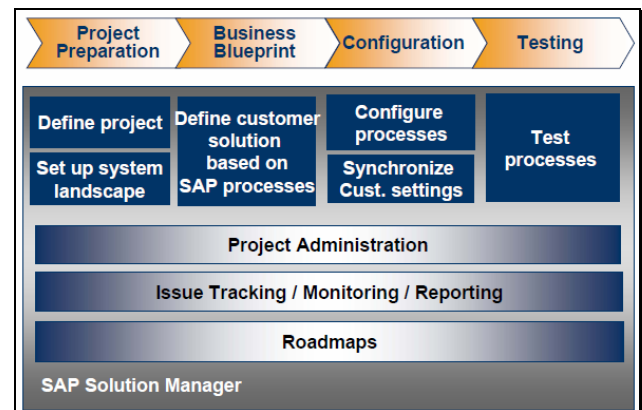 Project
Preparation
Business
Blueprint
Configuration
Testing
Define project
Set up system
landscape
Define customer
solution
based on
SAP processes
Configure
processes
Synchronize
Cust. settings
Test
processes
Project Administration
Issue Tracking / Monitoring / Reporting
Roadmaps
SAP Solution Manager